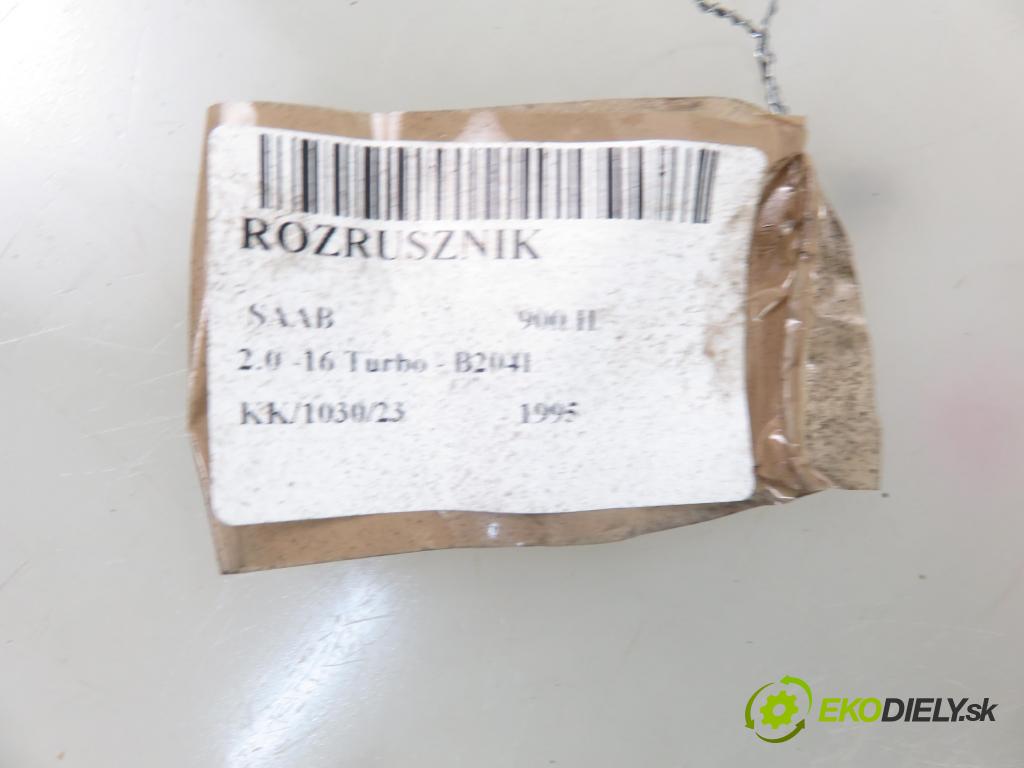 ROZRUSZNIK
SAAB 900 II
2.0 -16 Turbo - B204I
KK/1030/23 1995
EKODIELY.sk